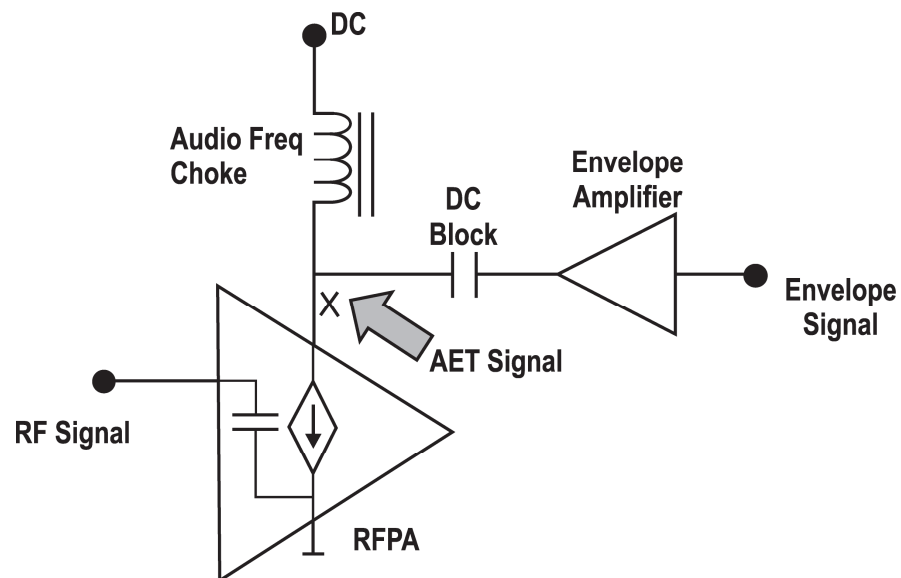 DC
Audio Freq
Choke
Envelope
Amplifier
DC
Block
Envelope
Signal
X
AET Signal
RF Signal
RFPA